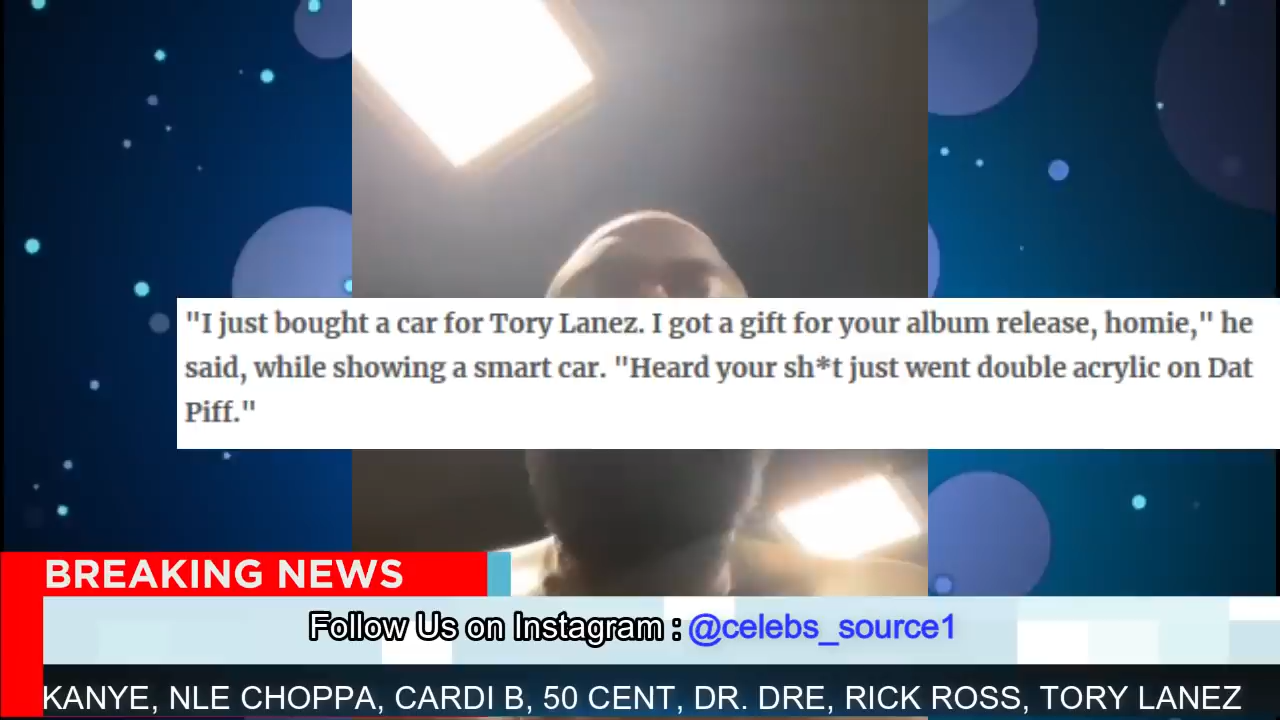 "I just bought a car for Tory Lanez. I got a gift for your album release, homie," he
said, while showing a smart car. "Heard your sh*t just went double acrylic on Dat
Piff."
BREAKING NEWS
Follow Us on Instagram : @celebs_source1
KANYE, NLE CHOPPA, CARDI B, 50 CENT, DR. DRE, RICK ROSS, TORY LANEZ